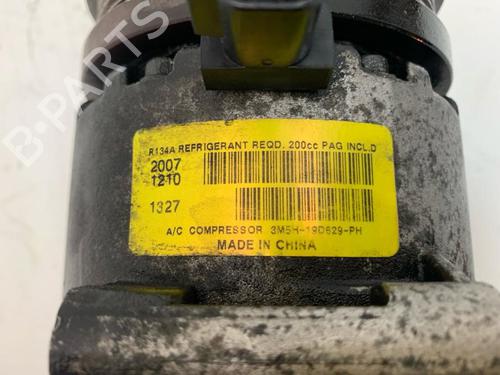 R134A REFRIGERANT REQD. 200cc PAG INCL.D
2007
1210
1327
A/C COMPRESSOR 3M5H-19D629-PH
MADE IN CHINA
B-PARTS